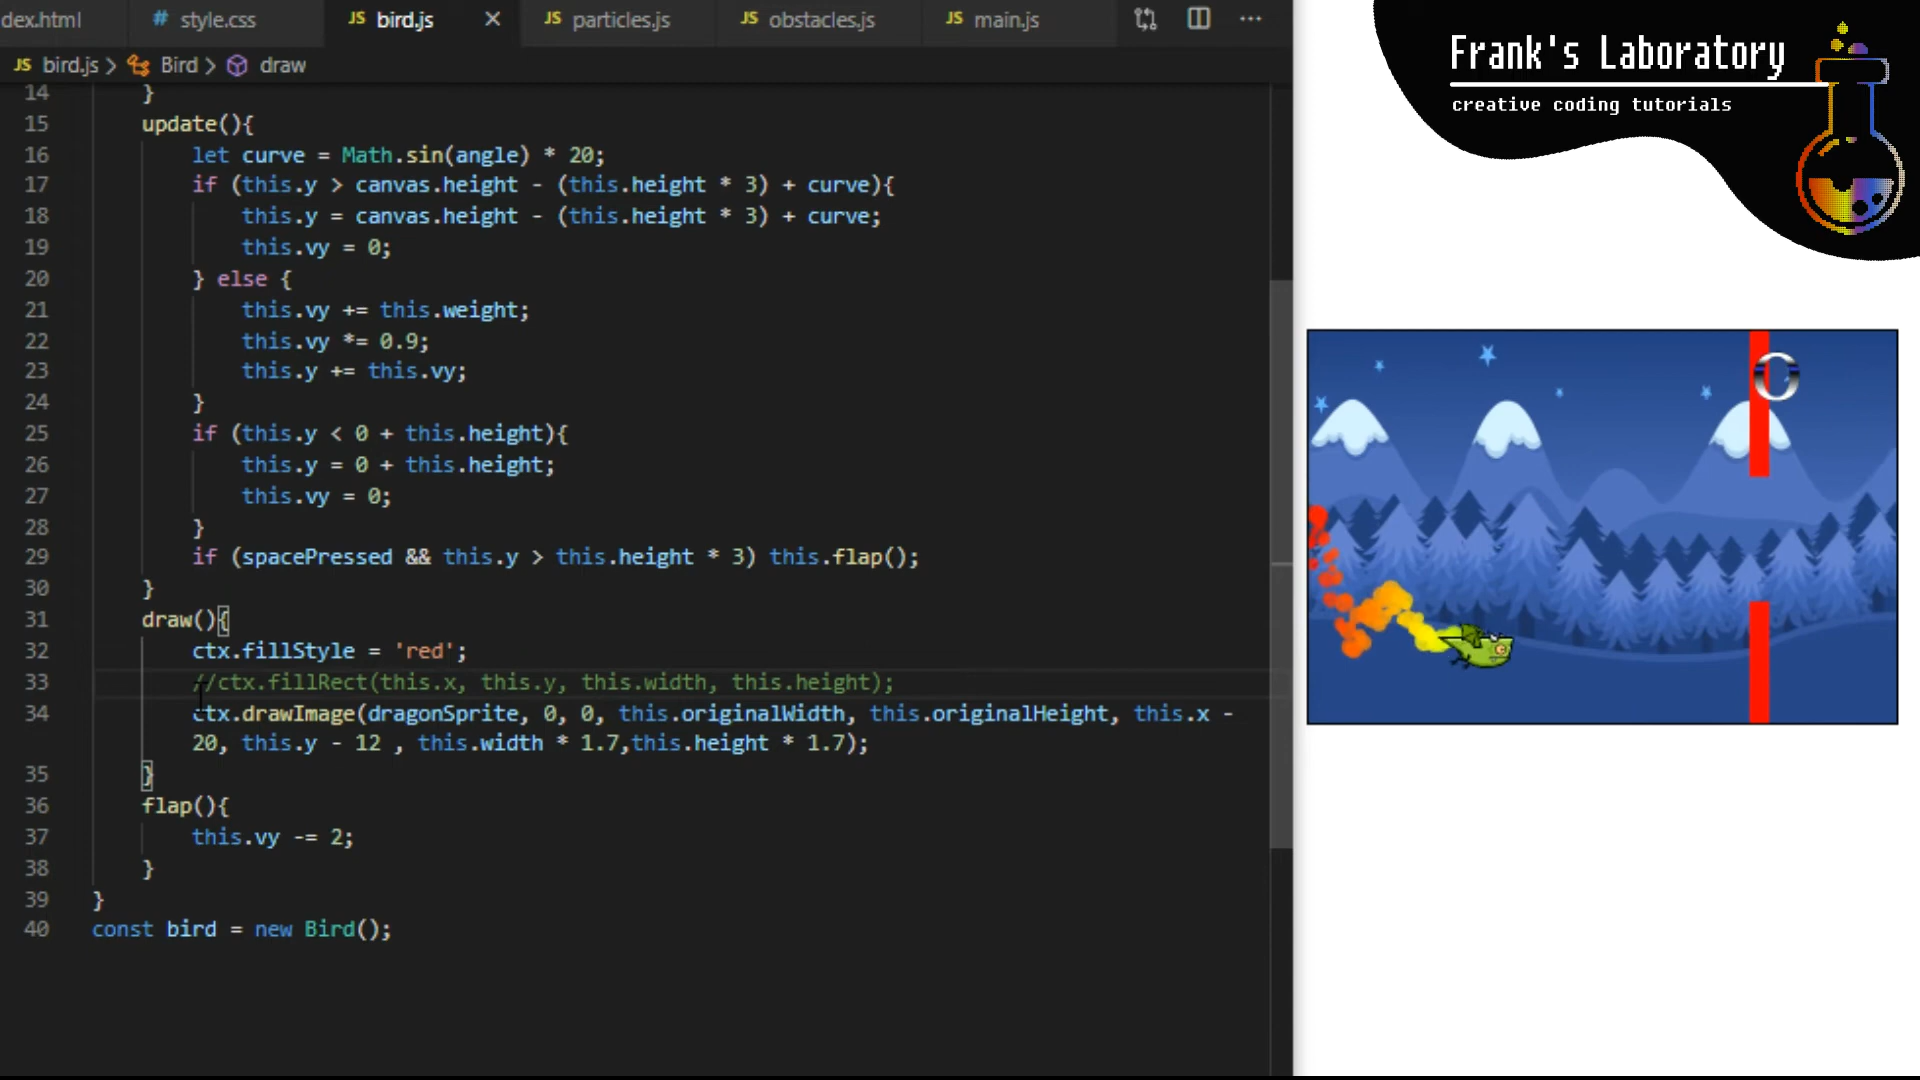 dex.html # style.css JS bird.js × JS particles.js JS obstacles.js JS main.js ···
JS bird.js > Bird > draw
14 }
15 update(){
16 let curve = Math.sin(angle) * 20;
17 if (this.y > canvas.height - (this.height * 3) + curve){
18 this.y = canvas.height - (this.height * 3) + curve;
19 this.vy = 0;
20 } else {
21 this.vy += this.weight;
22 this.vy *= 0.9;
23 this.y += this.vy;
24 }
25 if (this.y < 0 + this.height){
26 this.y = 0 + this.height;
27 this.vy = 0;
28 }
29 if (spacePressed && this.y > this.height * 3) this.flap();
30 }
31 draw(){
32 ctx.fillStyle = 'red';
33 //ctx.fillRect(this.x, this.y, this.width, this.height);
34 ctx.drawImage(dragonSprite, 0, 0, this.originalWidth, this.originalHeight, this.x -
20, this.y - 12 , this.width * 1.7,this.height * 1.7);
35 }
36 flap(){
37 this.vy -= 2;
38 }
39 }
40 const bird = new Bird();
Frank's Laboratory
creative coding tutorials
0